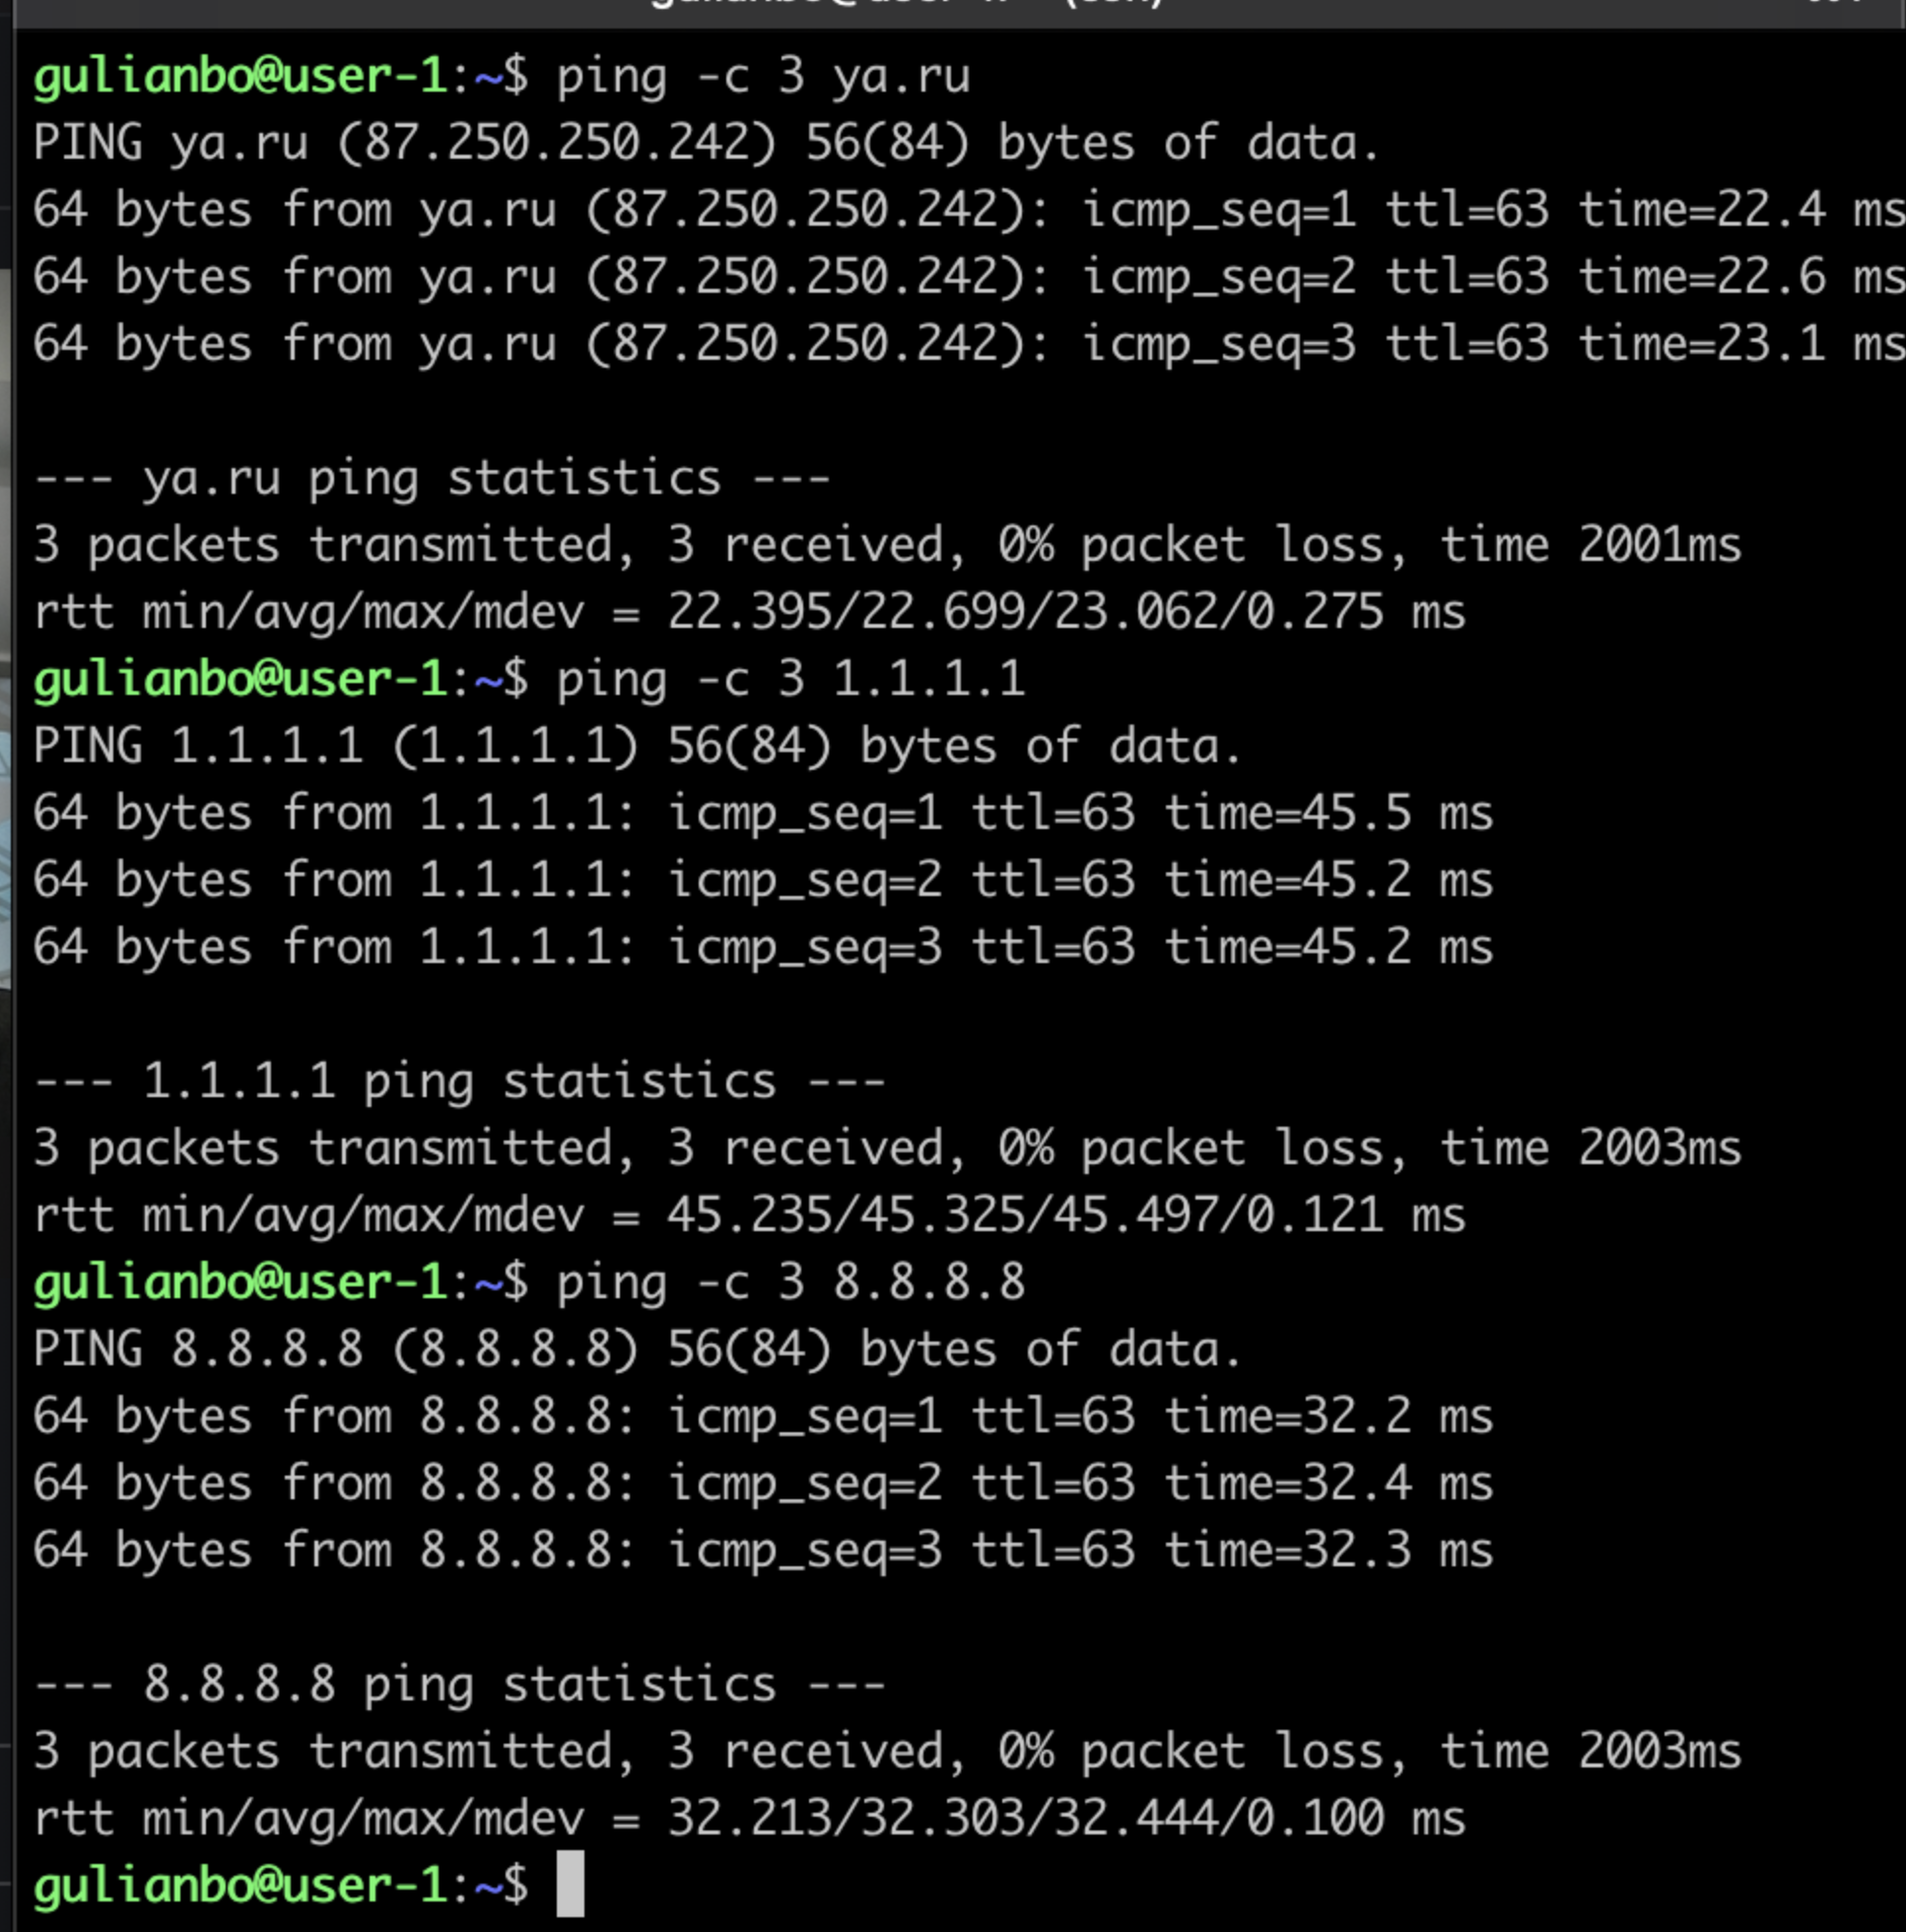 gulianbo@user-1:~$ ping -c 3 ya.ru
PING ya.ru (87.250.250.242) 56(84) bytes of data.
64 bytes from ya.ru (87.250.250.242): icmp_seq=1 ttl=63 time=22.4 ms
64 bytes from ya.ru (87.250.250.242): icmp_seq=2 ttl=63 time=22.6 ms
64 bytes from ya.ru (87.250.250.242): icmp_seq=3 ttl=63 time=23.1 ms
--- ya.ru ping statistics ---
3 packets transmitted, 3 received, 0% packet loss, time 2001ms
rtt min/avg/max/mdev = 22.395/22.699/23.062/0.275 ms
gulianbo@user-1:~$ ping -c 3 1.1.1.1
PING 1.1.1.1 (1.1.1.1) 56(84) bytes of data.
64 bytes from 1.1.1.1: icmp_seq=1 ttl=63 time=45.5 ms
64 bytes from 1.1.1.1: icmp_seq=2 ttl=63 time=45.2 ms
64 bytes from 1.1.1.1: icmp_seq=3 ttl=63 time=45.2 ms
--- 1.1.1.1 ping statistics ---
3 packets transmitted, 3 received, 0% packet loss, time 2003ms
rtt min/avg/max/mdev = 45.235/45.325/45.497/0.121 ms
gulianbo@user-1:~$ ping -c 3 8.8.8.8
PING 8.8.8.8 (8.8.8.8) 56(84) bytes of data.
64 bytes from 8.8.8.8: icmp_seq=1 ttl=63 time=32.2 ms
64 bytes from 8.8.8.8: icmp_seq=2 ttl=63 time=32.4 ms
64 bytes from 8.8.8.8: icmp_seq=3 ttl=63 time=32.3 ms
--- 8.8.8.8 ping statistics ---
3 packets transmitted, 3 received, 0% packet loss, time 2003ms
rtt min/avg/max/mdev = 32.213/32.303/32.444/0.100 ms
gulianbo@user-1:~$